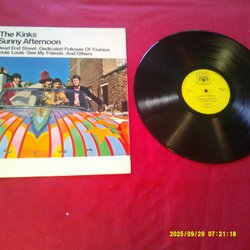 The Kinks
Sunny Afternoon
Dead End Street · Dedicated Follower Of Fashion
Louie Louie · See My Friends · And Others
2025/09/29 07:21:18